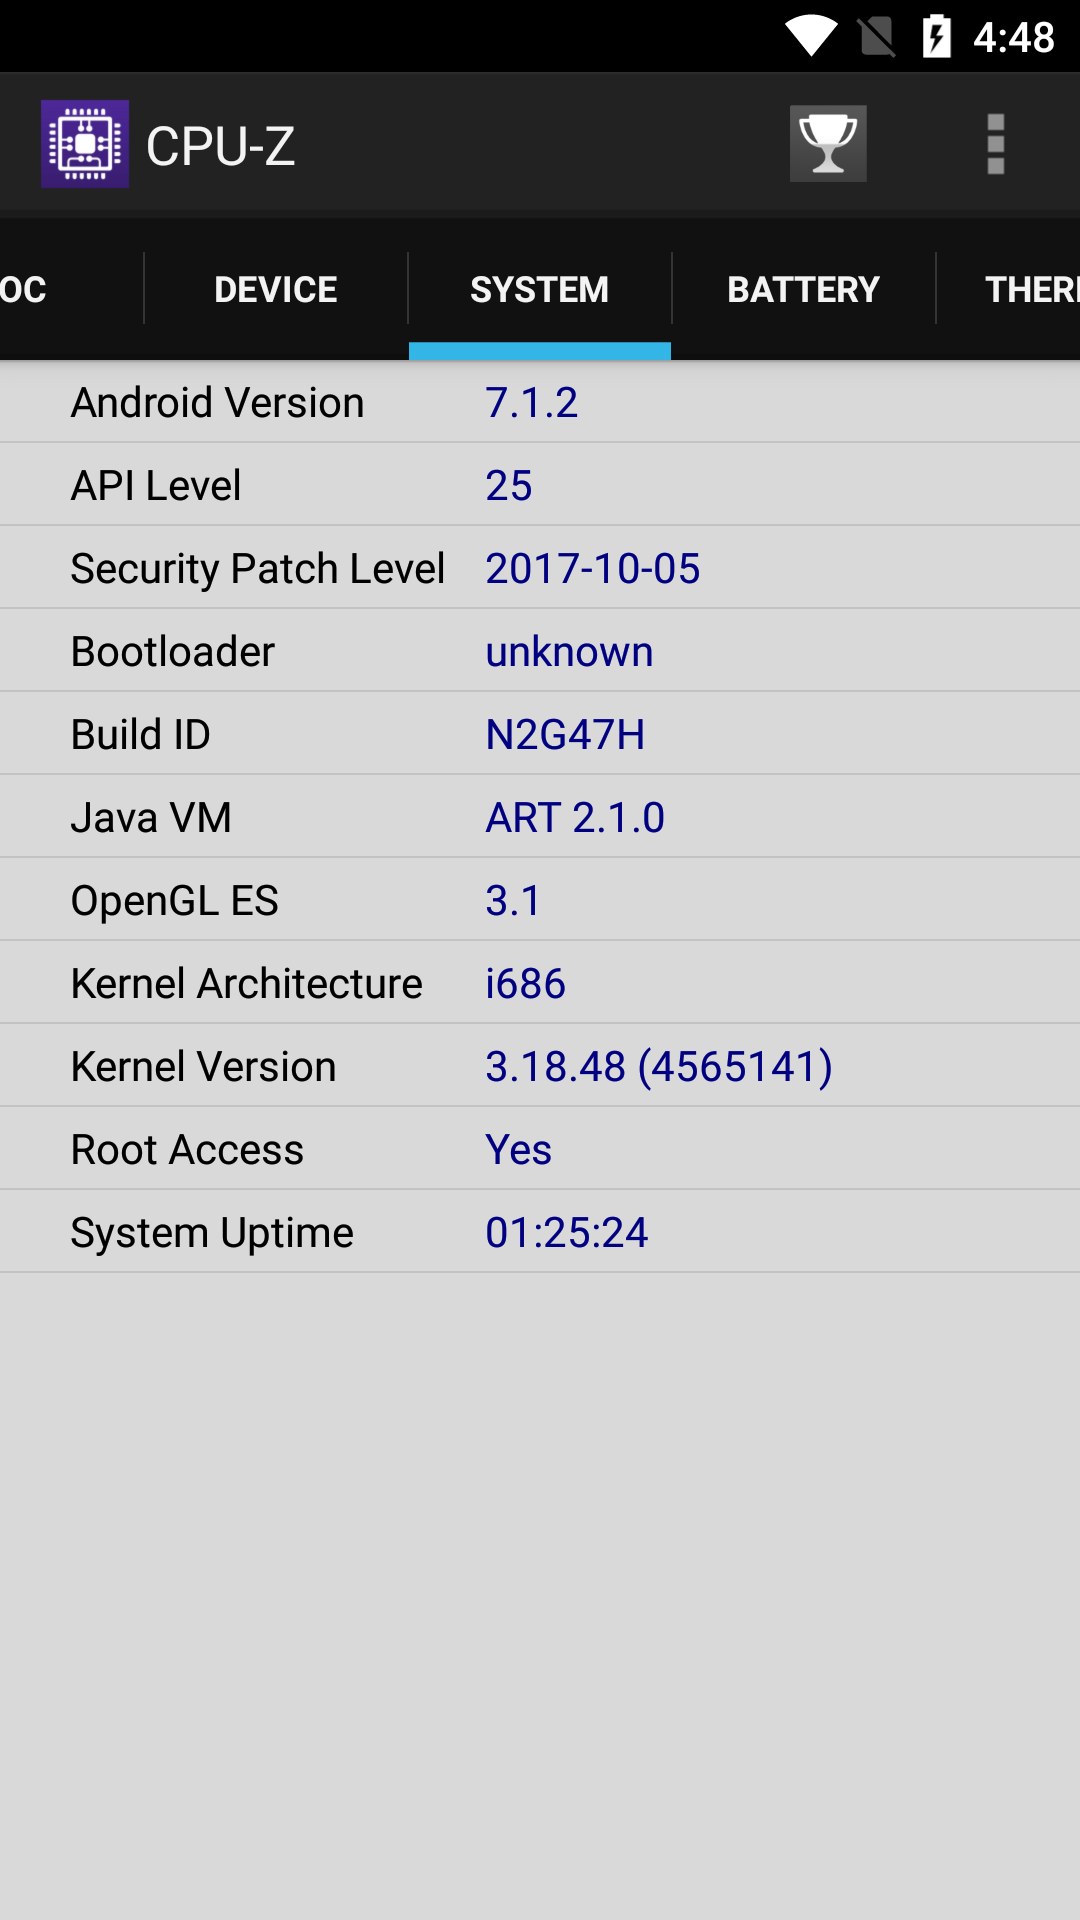 4:48
CPU-Z
OC DEVICE SYSTEM BATTERY THER
Android Version 7.1.2
API Level 25
Security Patch Level 2017-10-05
Bootloader unknown
Build ID N2G47H
Java VM ART 2.1.0
OpenGL ES 3.1
Kernel Architecture i686
Kernel Version 3.18.48 (4565141)
Root Access Yes
System Uptime 01:25:24